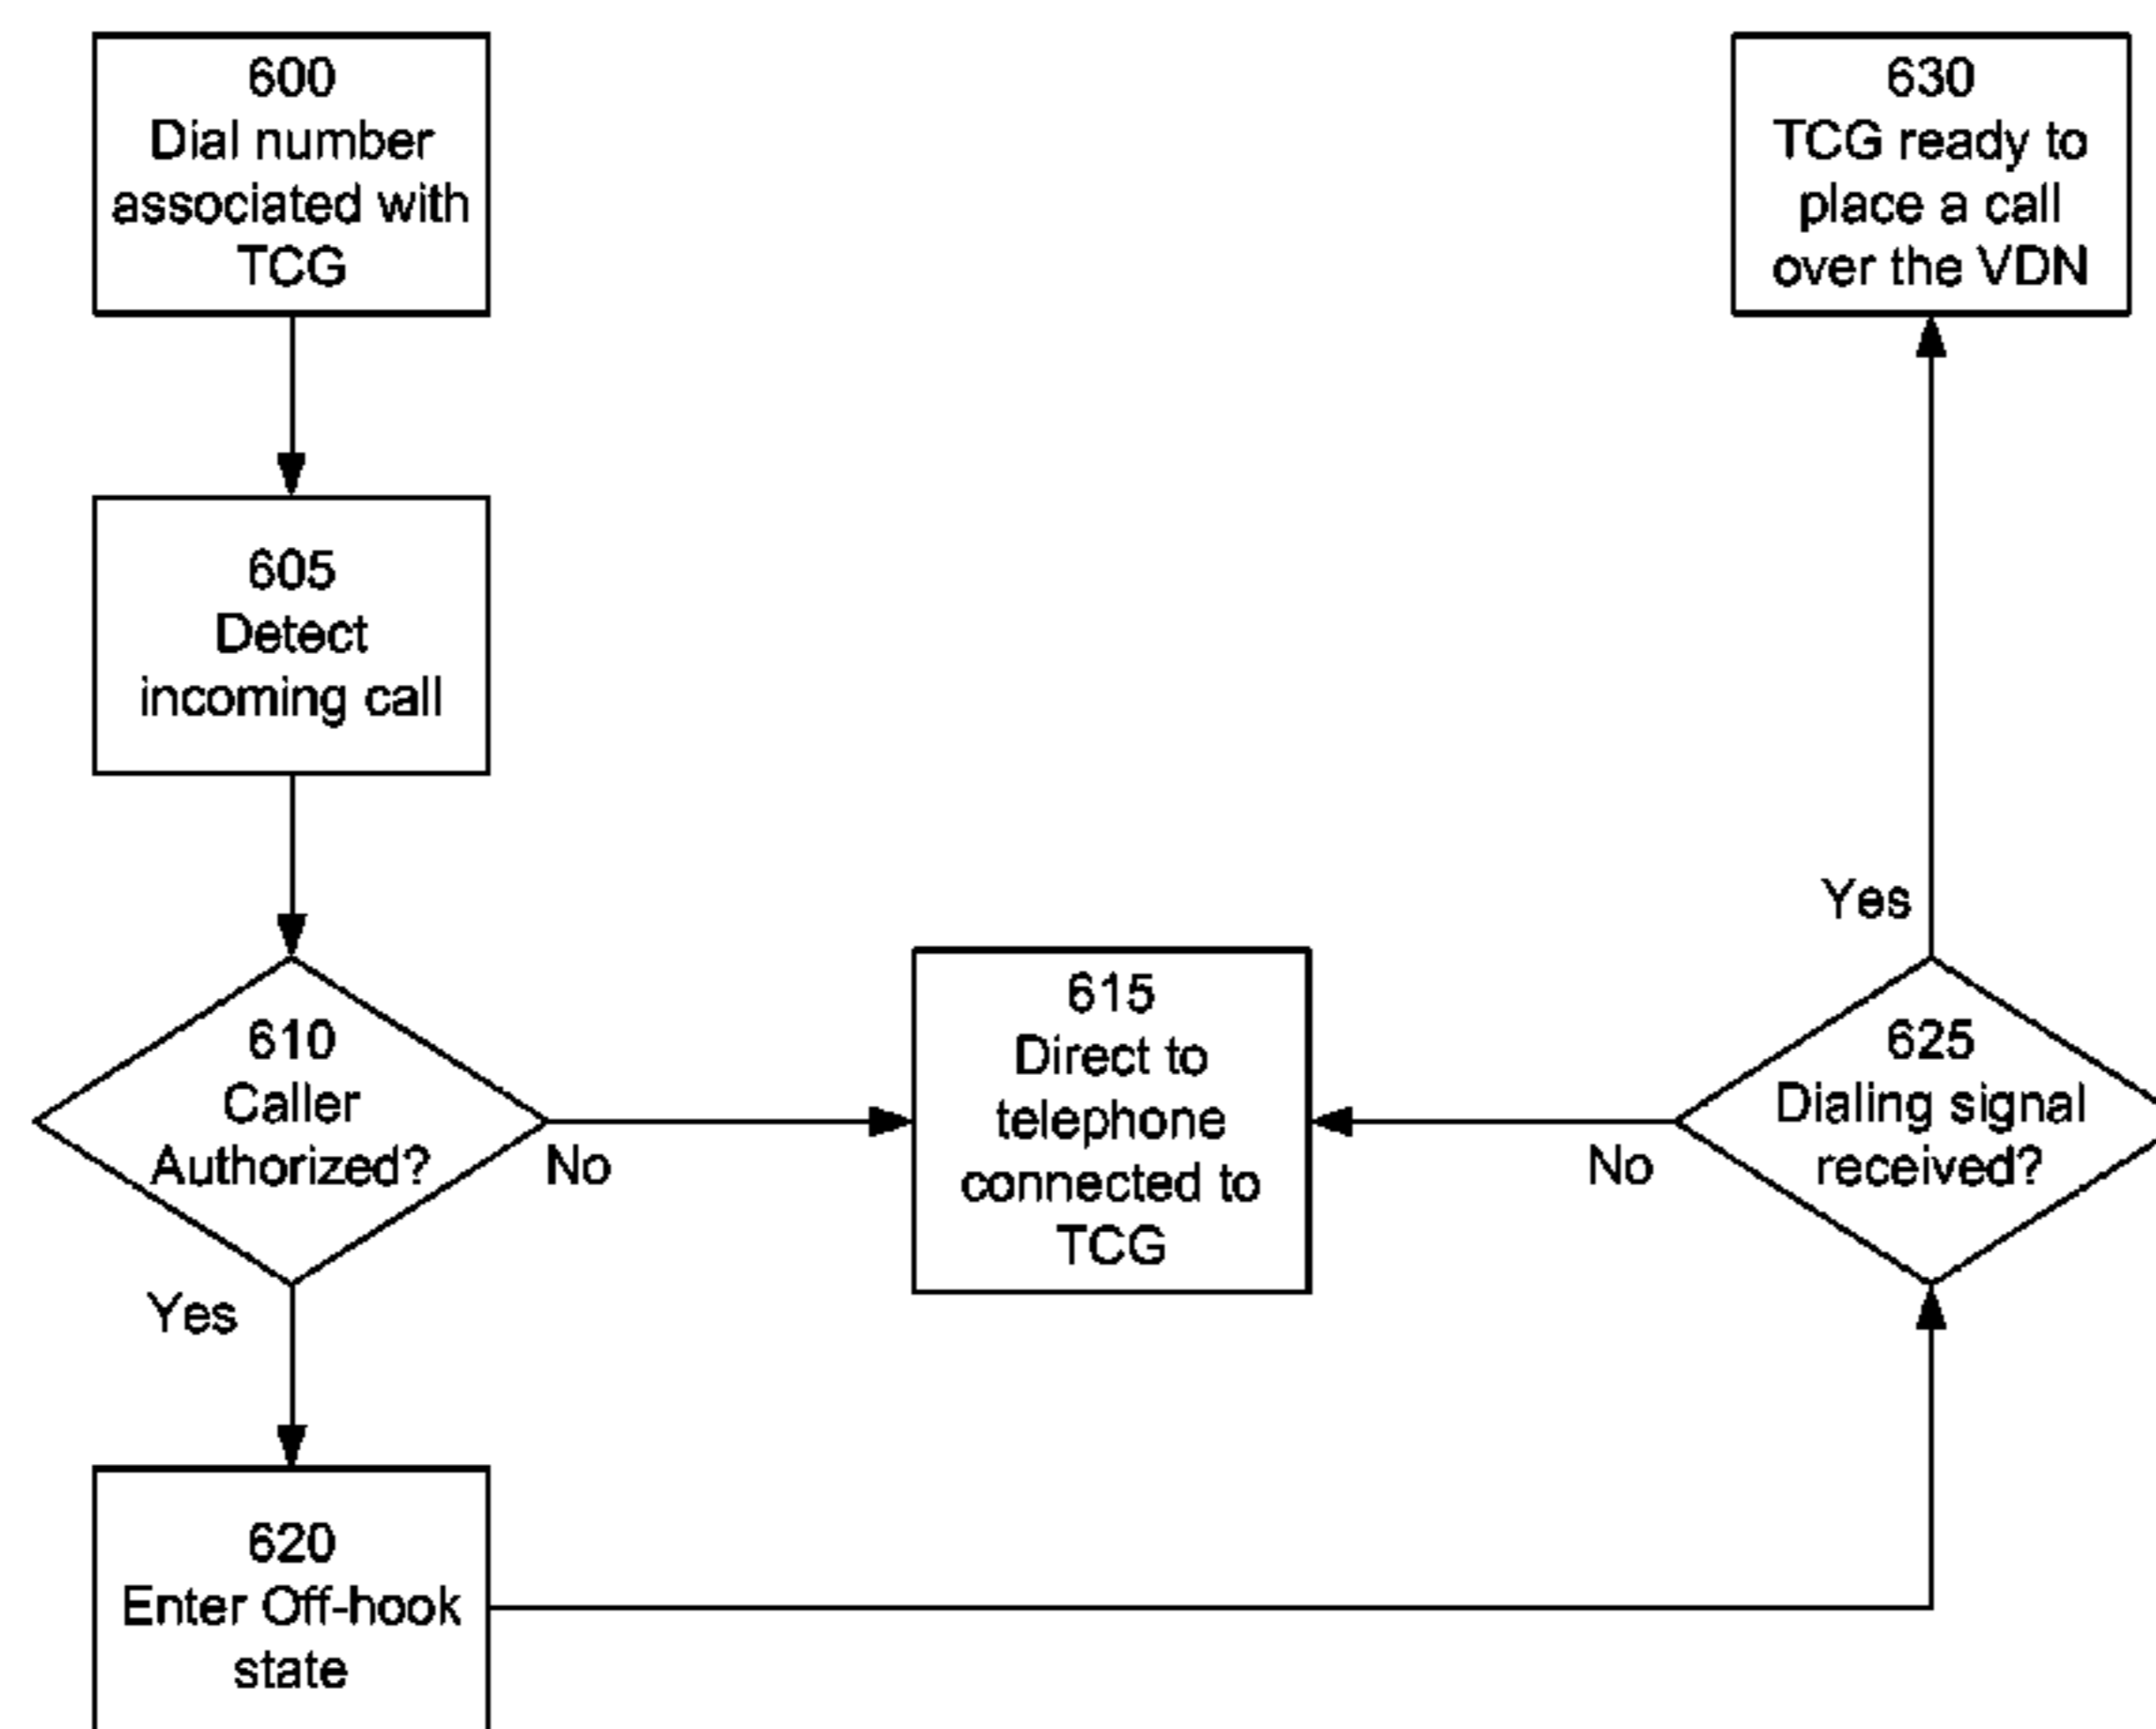 600
Dial number
associated with
TCG
605
Detect
incoming call
610
Caller
Authorized?
No
Yes
620
Enter Off-hook
state
615
Direct to
telephone
connected to
TCG
625
Dialing signal
received?
No
Yes
630
TCG ready to
place a call
over the VDN